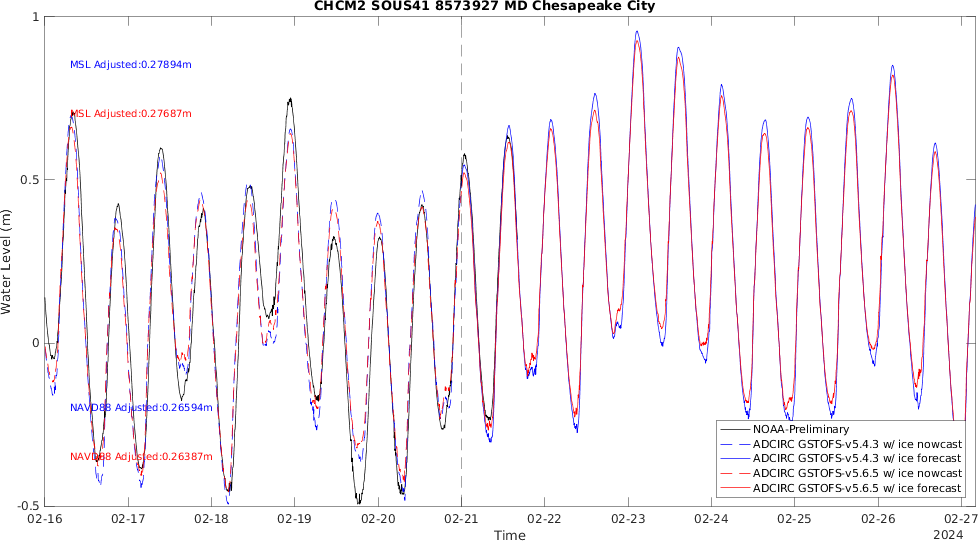 CHCM2 SOUS41 8573927 MD Chesapeake City
1
MSL Adjusted:0.27894m
MSL Adjusted:0.27687m
0.5
Water Level (m)
0
NAVD88 Adjusted:0.26594m
NAVD88 Adjusted:0.26387m
NOAA-Preliminary
ADCIRC GSTOFS-v5.4.3 w/ ice nowcast
ADCIRC GSTOFS-v5.4.3 w/ ice forecast
ADCIRC GSTOFS-v5.6.5 w/ ice nowcast
ADCIRC GSTOFS-v5.6.5 w/ ice forecast
-0.5
02-16 02-17 02-18 02-19 02-20 02-21 02-22 02-23 02-24 02-25 02-26 02-27
Time
2024